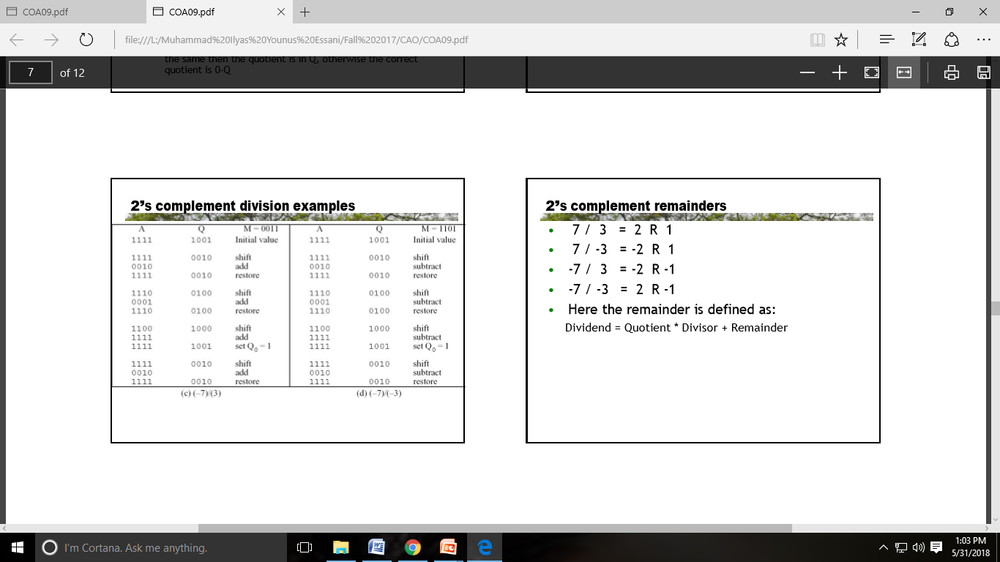 COA09.pdf
COA09.pdf
file:///L:/Muhammad%20Ilyas%20Younus%20Essani/Fall%202017/CAO/COA09.pdf
7 of 12
the same then the quotient is in Q, otherwise the correct
quotient is 0-Q
2's complement division examples
A Q M = 0011 A Q M = 1101
1111 1001 Initial value 1111 1001 Initial value
1111 0010 shift 1111 0010 shift
0010 add 0010 subtract
1111 0010 restore 1111 0010 restore
1110 0100 shift 1110 0100 shift
0001 add 0001 subtract
1110 0100 restore 1110 0100 restore
1100 1000 shift 1100 1000 shift
1111 add 1111 subtract
1111 1001 set Q0 = 1 1111 1001 set Q0 = 1
1111 0010 shift 1111 0010 shift
0010 add 0010 subtract
1111 0010 restore 1111 0010 restore
(c) (−7)/(3) (d) (−7)/(−3)
2's complement remainders
• 7 / 3 = 2 R 1
• 7 / -3 = -2 R 1
• -7 / 3 = -2 R -1
• -7 / -3 = 2 R -1
• Here the remainder is defined as:
Dividend = Quotient * Divisor + Remainder
I'm Cortana. Ask me anything.
1:03 PM
5/31/2018